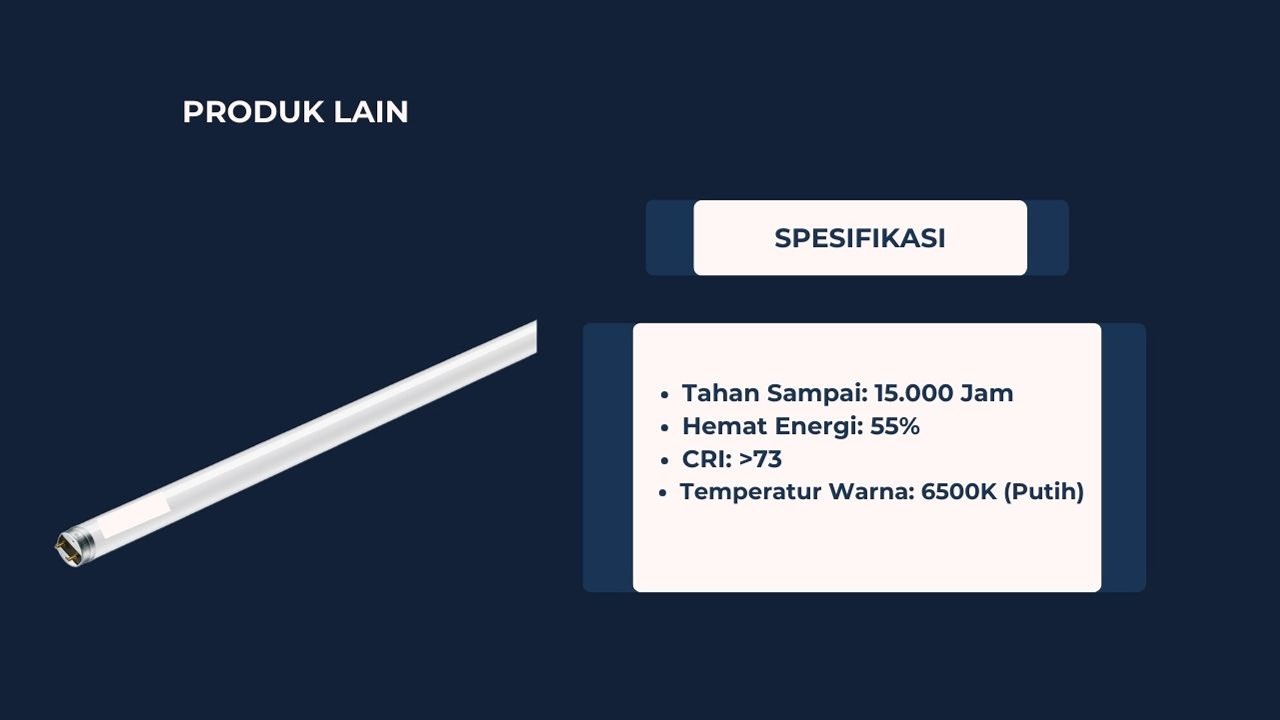 PRODUK LAIN
SPESIFIKASI
• Tahan Sampai: 15.000 Jam
• Hemat Energi: 55%
• CRI: >73
• Temperatur Warna: 6500K (Putih)